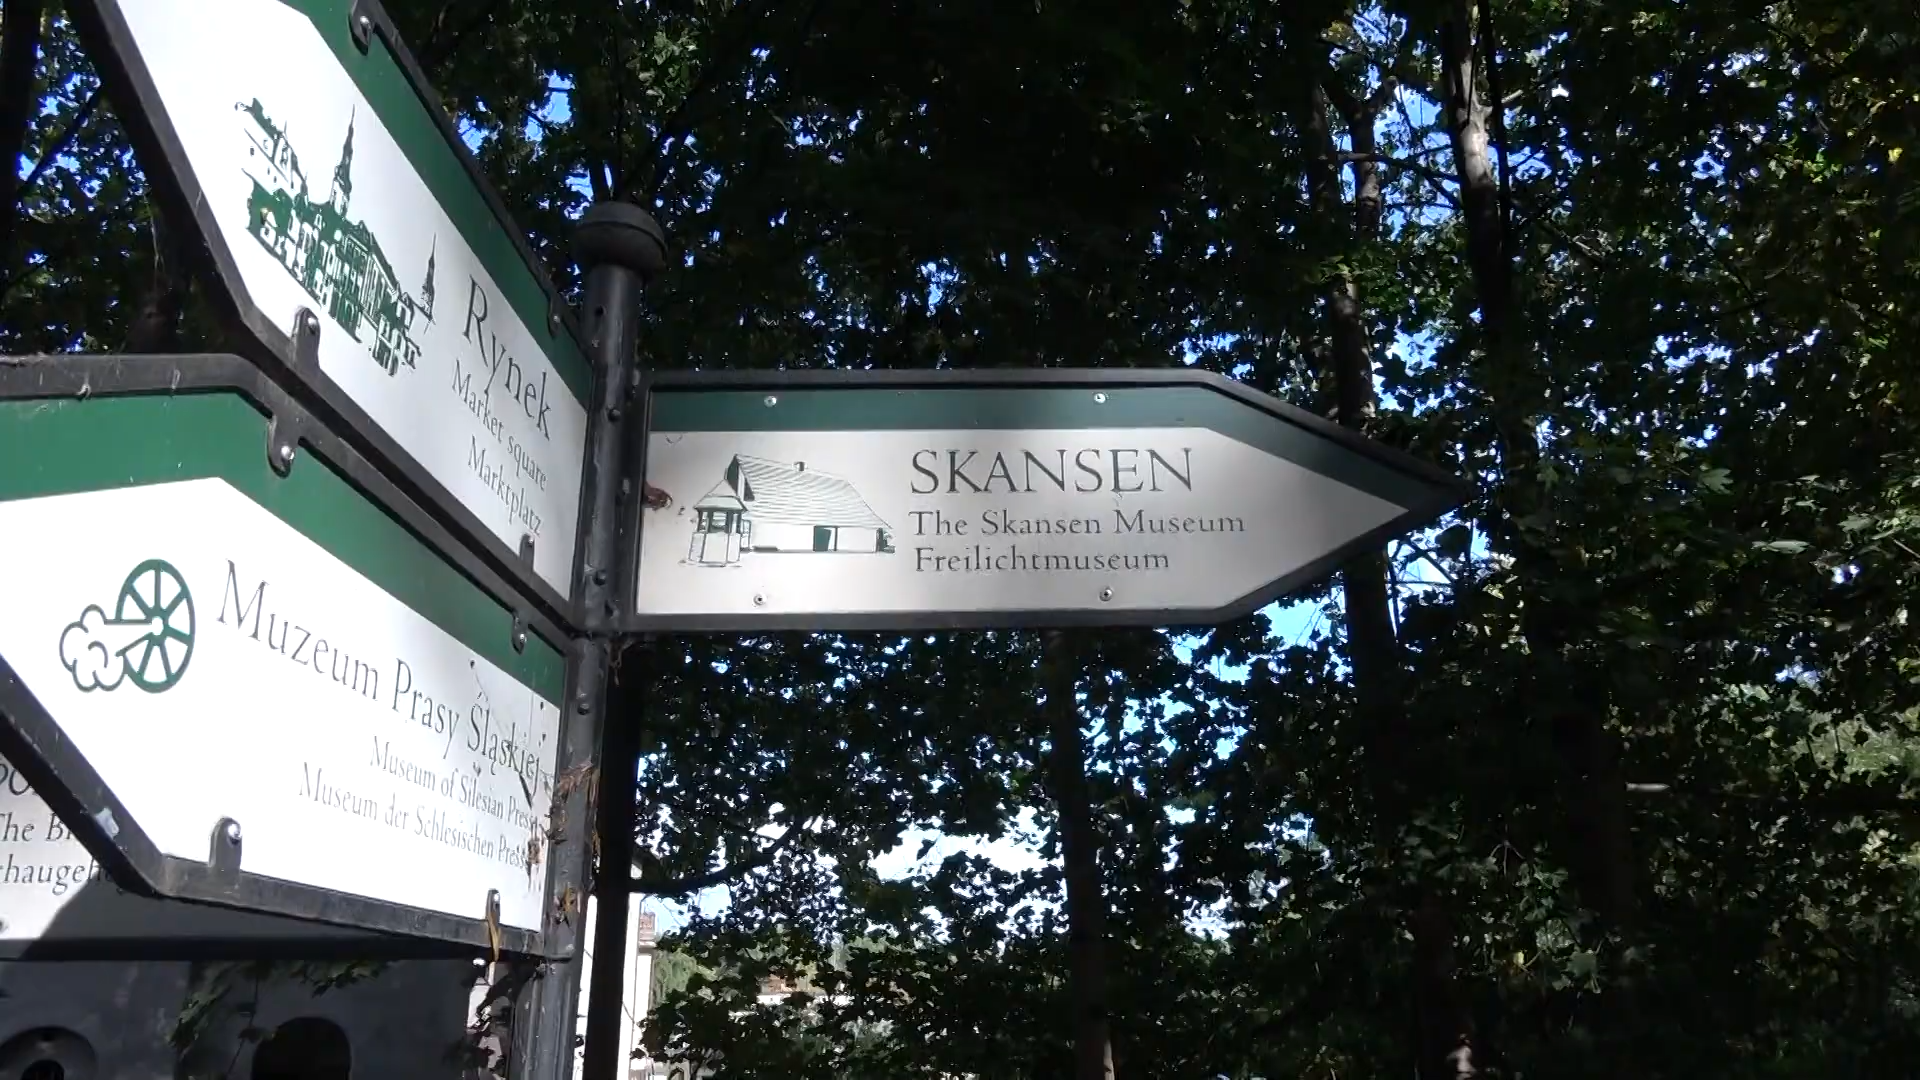 Rynek
Market square
Marktplatz
SKANSEN
The Skansen Museum
Freilichtmuseum
Muzeum Prasy Śląskiej
Museum of Silesian Press
Museum der Schlesischen Presse
The